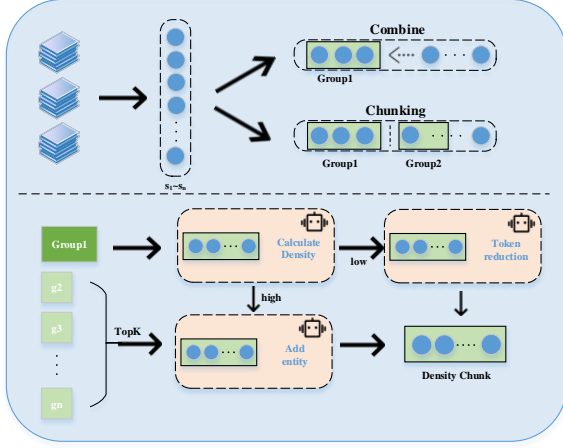 Combine
Group1
Chunking
Group1
Group2
s₁~sₙ
Group1
Calculate
Density
low
Token
reduction
high
g2
g3
gn
TopK
Add
entity
Density Chunk